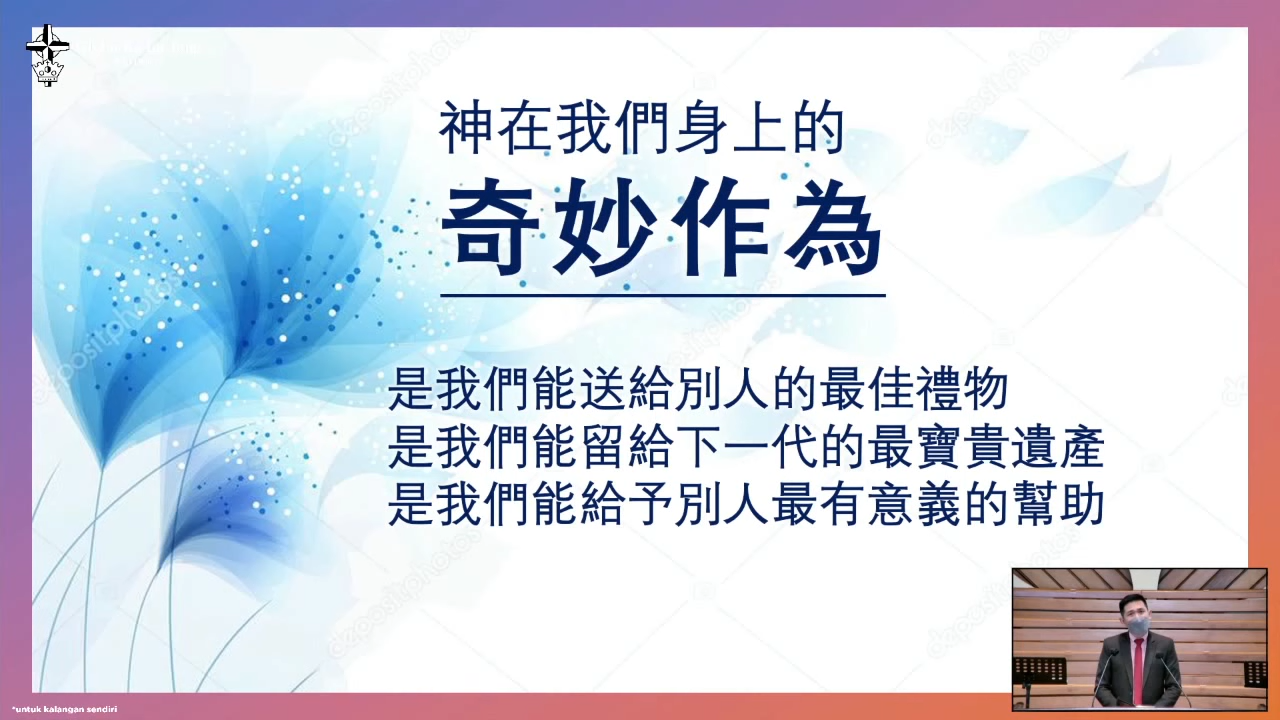 神在我們身上的
奇妙作為
是我們能送給別人的最佳禮物
是我們能留給下一代的最寶貴遺產
是我們能給予別人最有意義的幫助
*untuk kalangan sendiri